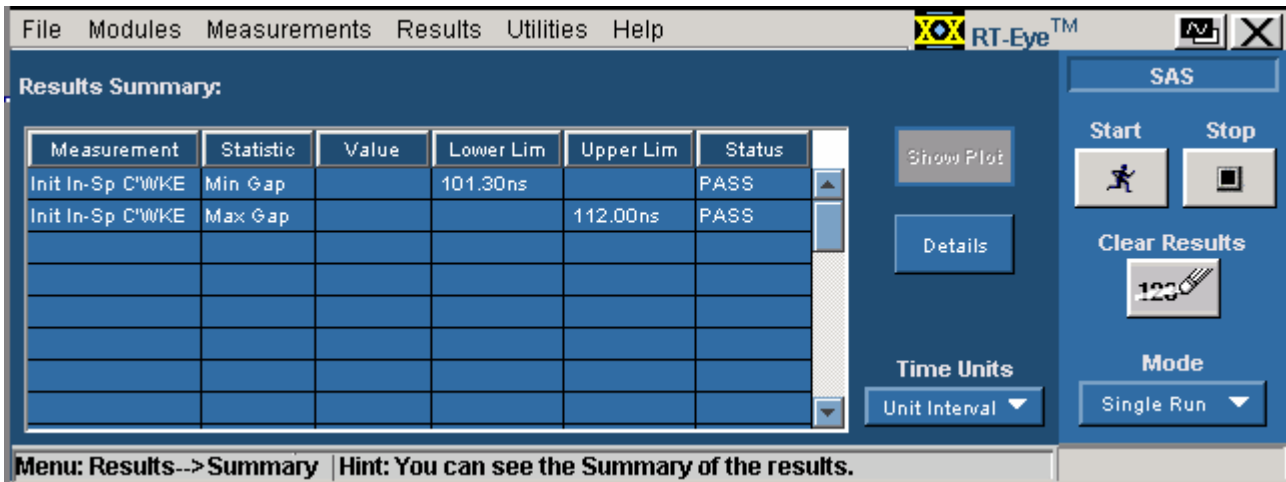 File Modules Measurements Results Utilities Help RT-Eye™
Results Summary:
SAS
Measurement Statistic Value Lower Lim Upper Lim Status
Init In-Sp C'WKE Min Gap 101.30ns PASS
Init In-Sp C'WKE Max Gap 112.00ns PASS
Show Plot
Details
Time Units
Unit Interval
Start Stop
Clear Results
123
Mode
Single Run
Menu: Results-->Summary |Hint: You can see the Summary of the results.